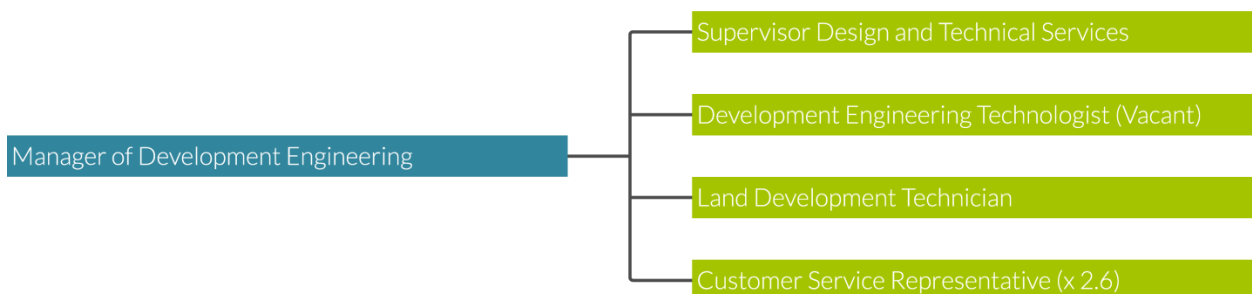 Supervisor Design and Technical Services
Development Engineering Technologist (Vacant)
Manager of Development Engineering
Land Development Technician
Customer Service Representative (x 2.6)